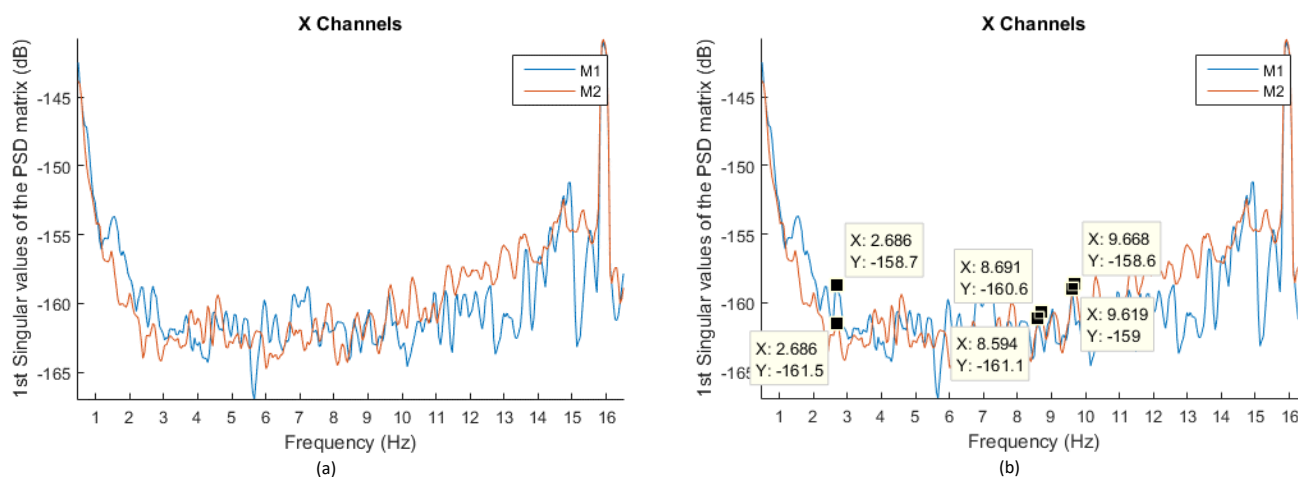 X Channels
1st Singular values of the PSD matrix (dB)
-145
-150
-155
-160
-165
M1
M2
1 2 3 4 5 6 7 8 9 10 11 12 13 14 15 16
Frequency (Hz)
(a)
X Channels
1st Singular values of the PSD matrix (dB)
-145
-150
-155
-160
-165
M1
M2
X: 2.686
Y: -158.7
X: 9.668
Y: -158.6
X: 8.691
Y: -160.6
X: 9.619
Y: -159
X: 2.686
Y: -161.5
X: 8.594
Y: -161.1
1 2 3 4 5 6 7 8 9 10 11 12 13 14 15 16
Frequency (Hz)
(b)